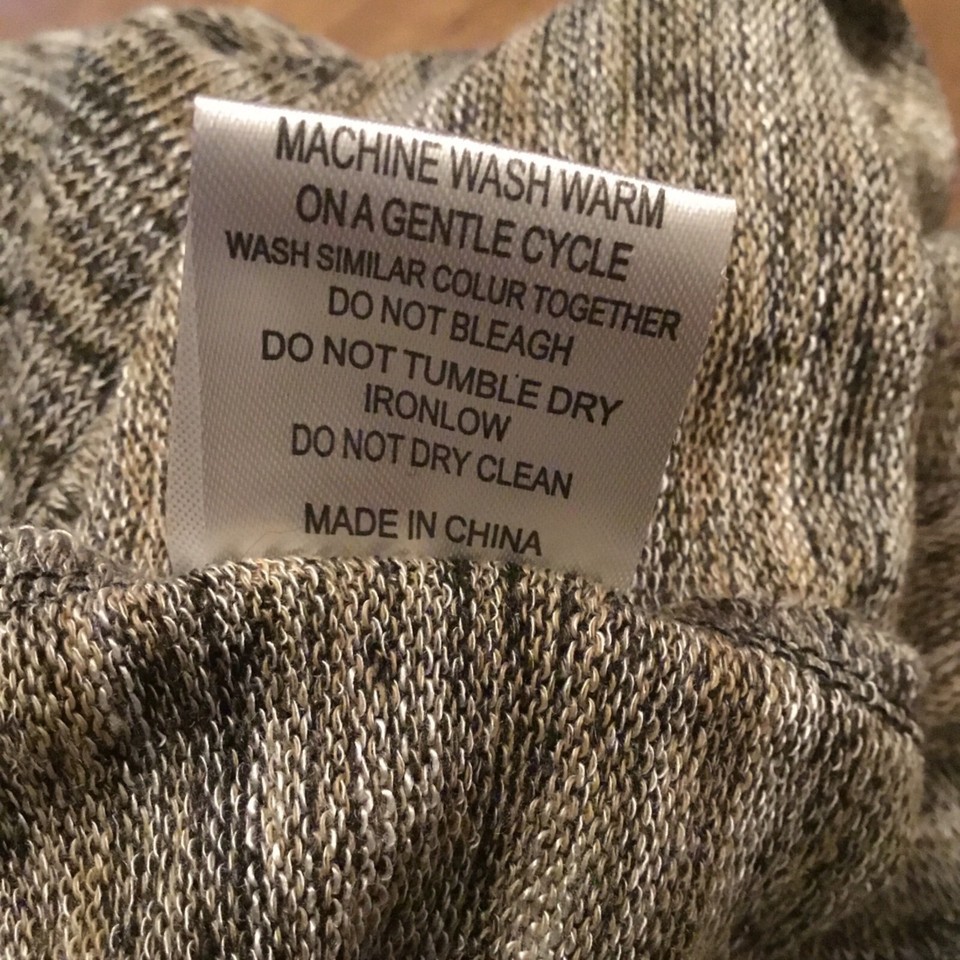 MACHINE WASH WARM
ON A GENTLE CYCLE
WASH SIMILAR COLUR TOGETHER
DO NOT BLEAGH
DO NOT TUMBLE DRY
IRONLOW
DO NOT DRY CLEAN
MADE IN CHINA